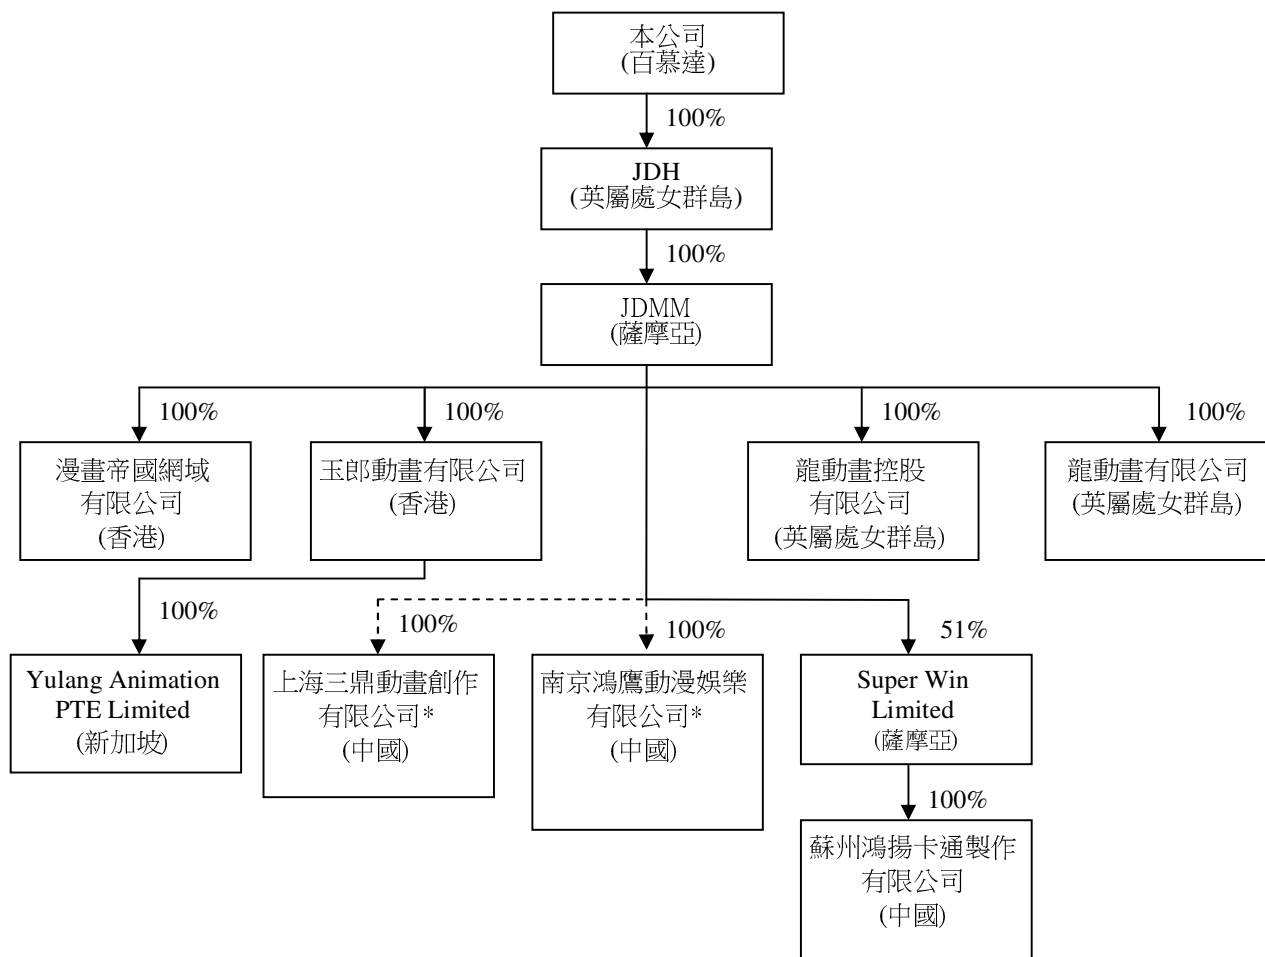 本公司
(百慕達)
100%
JDH
(英屬處女群島)
100%
JDMM
(薩摩亞)
100%
100%
100%
100%
漫畫帝國網域
有限公司
(香港)
玉郎動畫有限公司
(香港)
龍動畫控股
有限公司
(英屬處女群島)
龍動畫有限公司
(英屬處女群島)
100%
100%
100%
51%
Yulang Animation
PTE Limited
(新加坡)
上海三鼎動畫創作
有限公司*
(中國)
南京鴻鷹動漫娛樂
有限公司*
(中國)
Super Win
Limited
(薩摩亞)
100%
蘇州鴻揚卡通製作
有限公司
(中國)